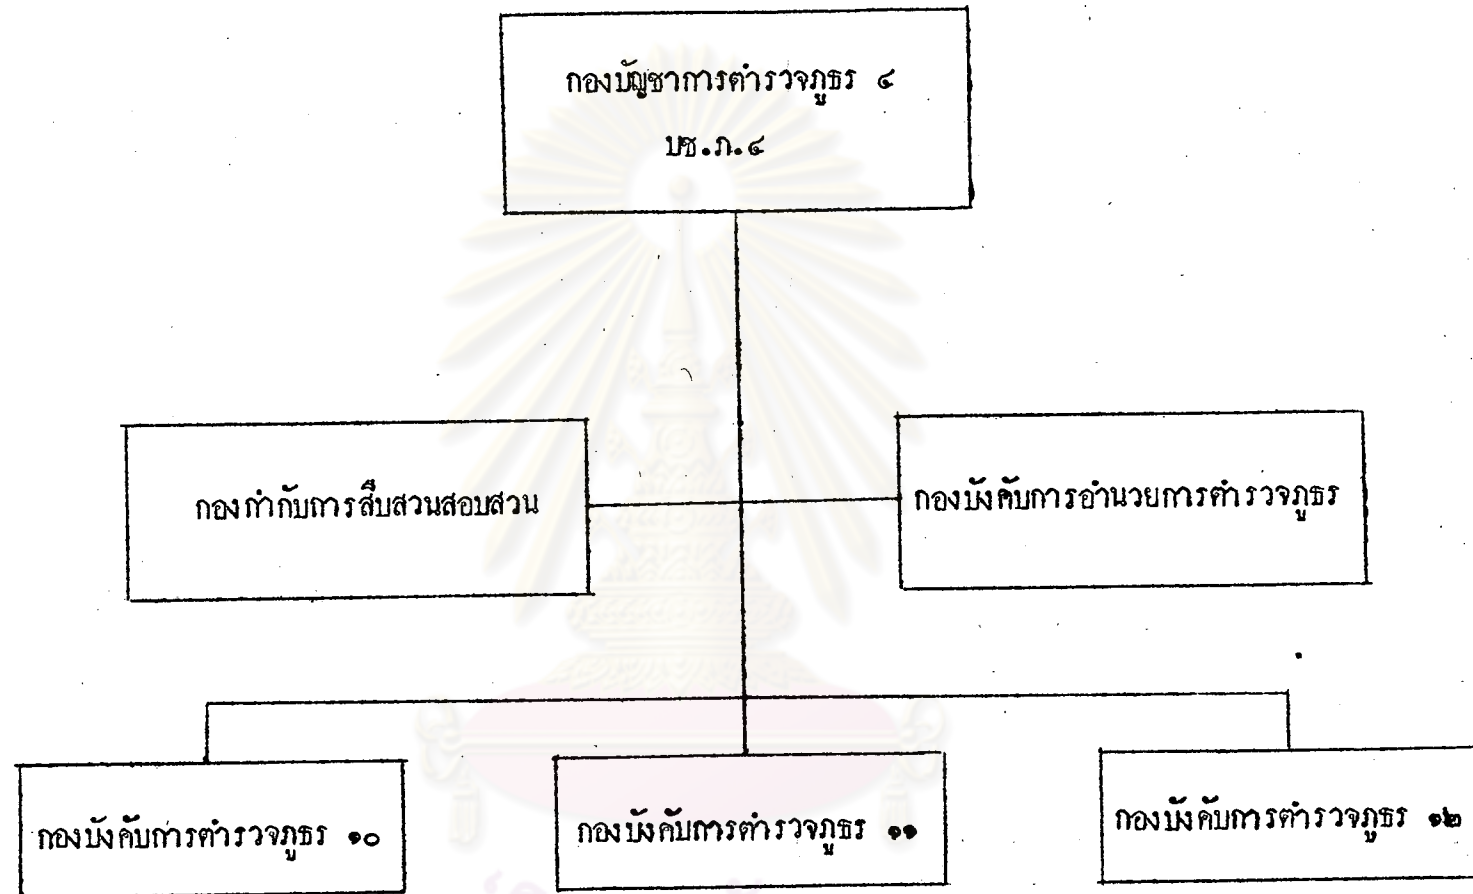 กองบัญชาการตำรวจภูธร ๔
บช.ภ.๔
กองกำกับการสืบสวนสอบสวน
กองบังคับการอำนวยการตำรวจภูธร
กองบังคับการตำรวจภูธร ๑๐
กองบังคับการตำรวจภูธร ๑๑
กองบังคับการตำรวจภูธร ๑๒